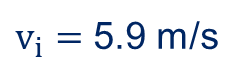 vᵢ = 5.9 m/s